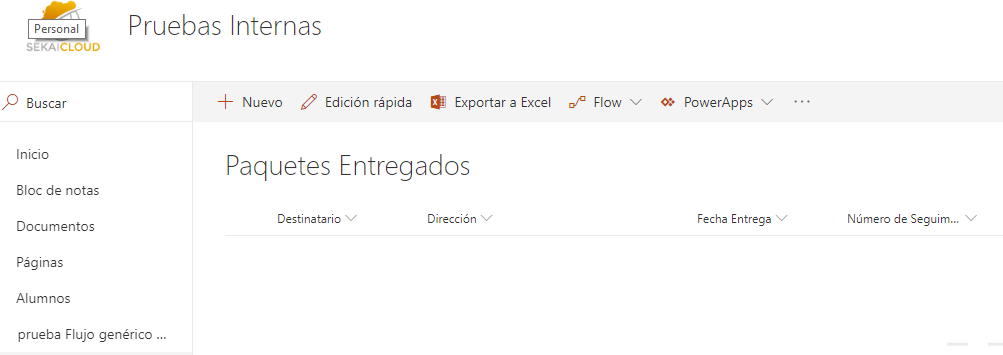 Pruebas Internas
Personal
SEKAICLOUD
Buscar
Nuevo Edición rápida Exportar a Excel Flow PowerApps ...
Inicio
Bloc de notas
Documentos
Páginas
Alumnos
prueba Flujo genérico ...
Paquetes Entregados
Destinatario Dirección Fecha Entrega Número de Seguim...